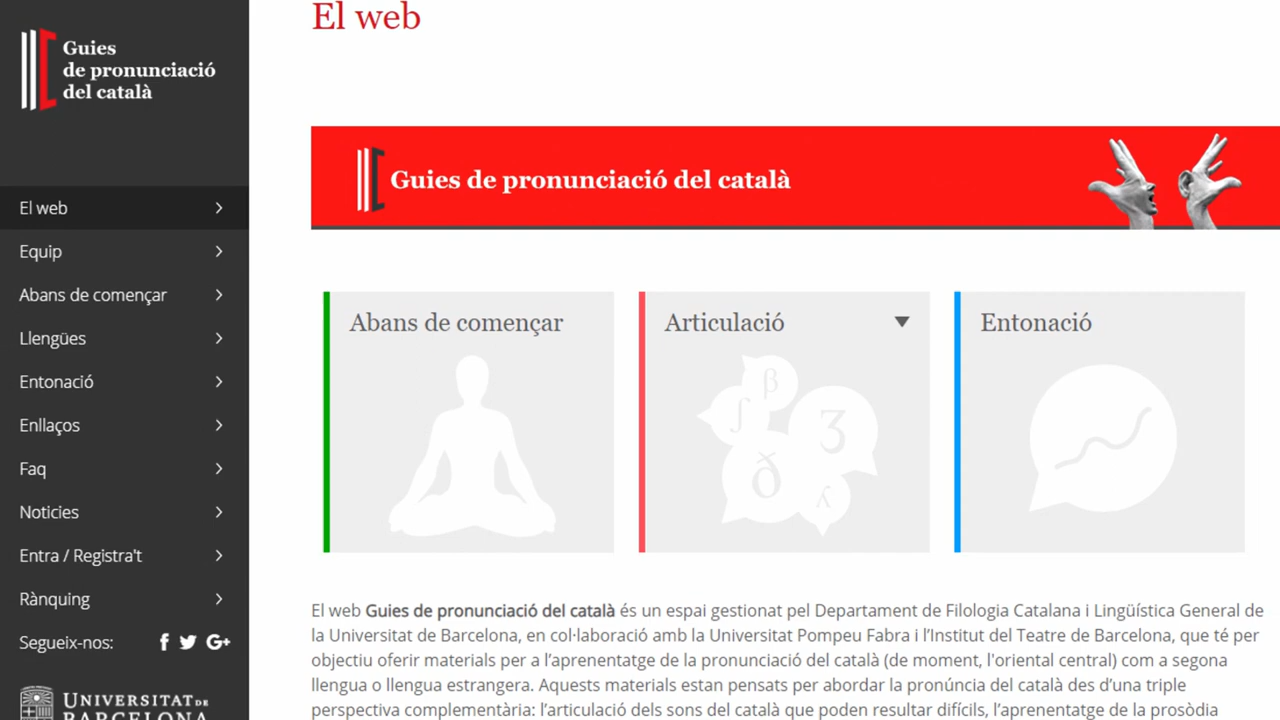 El web
Guies
de pronunciació
del català
Guies de pronunciació del català
El web
Equip
Abans de començar
Llengües
Entonació
Enllaços
Faq
Noticies
Entra / Registra't
Rànquing
Segueix-nos:
UNIVERSITAT DE
BARCELONA
Abans de començar
Articulació
β
ʃ
ʒ
ð
ʎ
Entonació
El web Guies de pronunciació del català és un espai gestionat pel Departament de Filologia Catalana i Lingüística General de
la Universitat de Barcelona, en col·laboració amb la Universitat Pompeu Fabra i l’Institut del Teatre de Barcelona, que té per
objectiu oferir materials per a l’aprenentatge de la pronunciació del català (de moment, l'oriental central) com a segona
llengua o llengua estrangera. Aquests materials estan pensats per abordar la pronúncia del català des d’una triple
perspectiva complementària: l’articulació dels sons del català que poden resultar difícils, l’aprenentatge de la prosòdia